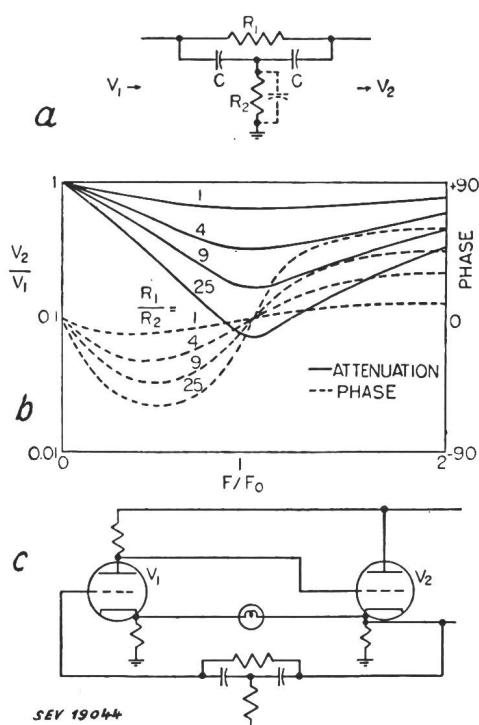 a
R₁
C
C
R₂
V₁ →
→ V₂
b
V₂
V₁
1
0.1
0.01
+90
0
-90
PHASE
1
4
9
25
R₁
R₂ =
1
4
9
25
ATTENUATION
PHASE
0
1
2
F/F₀
c
V₁
V₂
SEV 19044